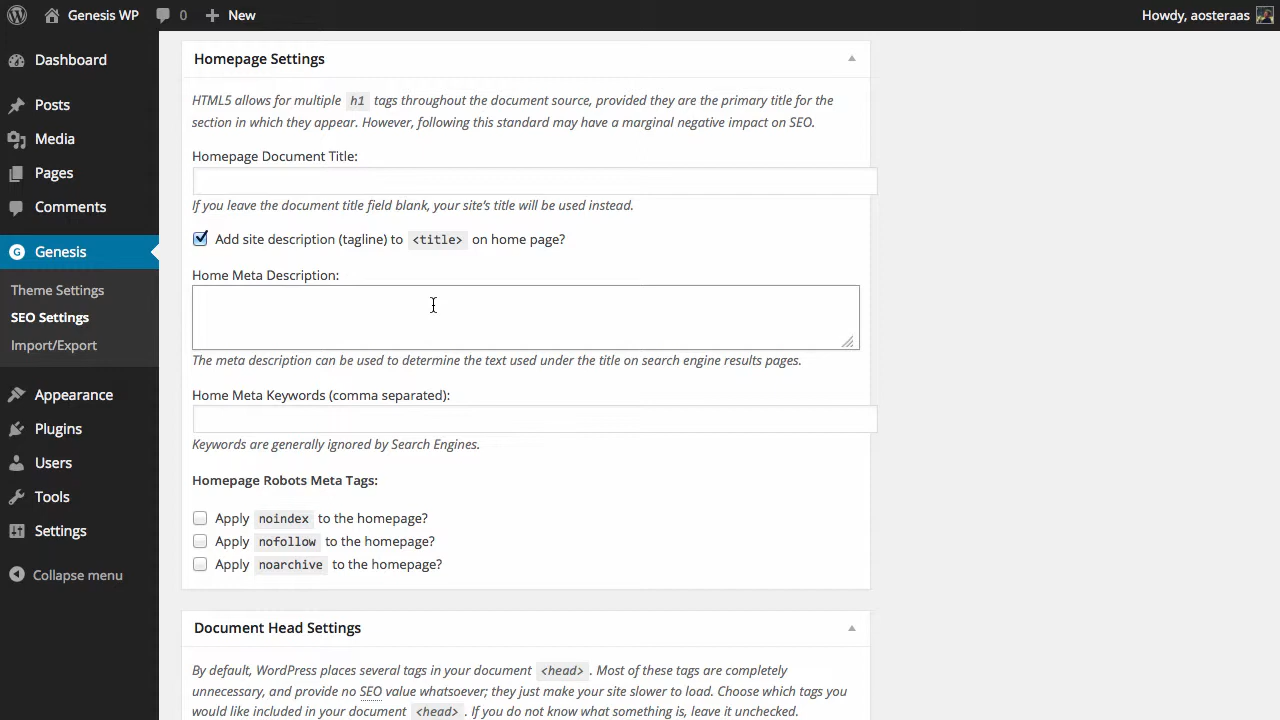 Genesis WP 0 New Howdy, aosteraas
Dashboard
Posts
Media
Pages
Comments
Genesis
Theme Settings
SEO Settings
Import/Export
Appearance
Plugins
Users
Tools
Settings
Collapse menu
Homepage Settings
HTML5 allows for multiple h1 tags throughout the document source, provided they are the primary title for the
section in which they appear. However, following this standard may have a marginal negative impact on SEO.
Homepage Document Title:
If you leave the document title field blank, your site's title will be used instead.
Add site description (tagline) to <title> on home page?
Home Meta Description:
The meta description can be used to determine the text used under the title on search engine results pages.
Home Meta Keywords (comma separated):
Keywords are generally ignored by Search Engines.
Homepage Robots Meta Tags:
Apply noindex to the homepage?
Apply nofollow to the homepage?
Apply noarchive to the homepage?
Document Head Settings
By default, WordPress places several tags in your document <head>. Most of these tags are completely
unnecessary, and provide no SEO value whatsoever; they just make your site slower to load. Choose which tags you
would like included in your document <head>. If you do not know what something is, leave it unchecked.